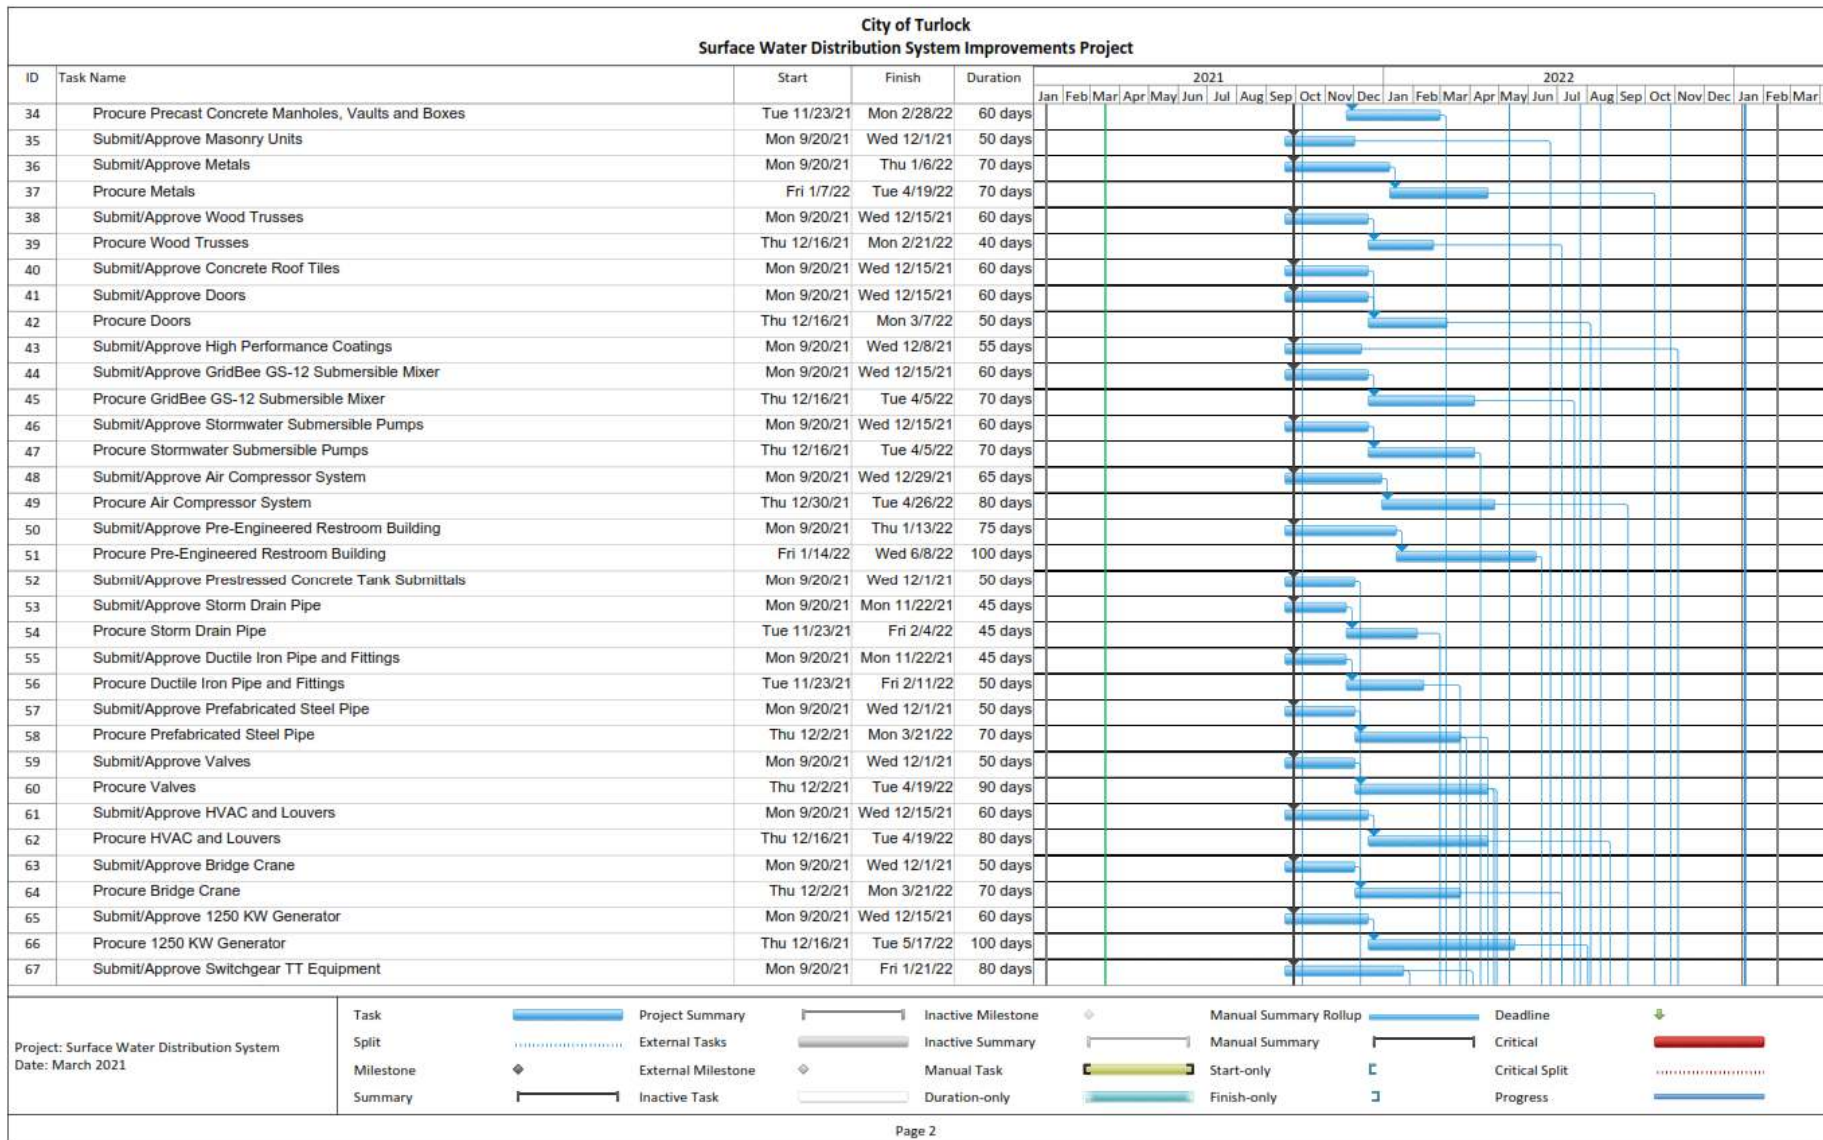 City of Turlock
Surface Water Distribution System Improvements Project
ID Task Name Start Finish Duration 2021 2022
Jan Feb Mar Apr May Jun Jul Aug Sep Oct Nov Dec Jan Feb Mar Apr May Jun Jul Aug Sep Oct Nov Dec Jan Feb Mar
34 Procure Precast Concrete Manholes, Vaults and Boxes Tue 11/23/21 Mon 2/28/22 60 days
35 Submit/Approve Masonry Units Mon 9/20/21 Wed 12/1/21 50 days
36 Submit/Approve Metals Mon 9/20/21 Thu 1/6/22 70 days
37 Procure Metals Fri 1/7/22 Tue 4/19/22 70 days
38 Submit/Approve Wood Trusses Mon 9/20/21 Wed 12/15/21 60 days
39 Procure Wood Trusses Thu 12/16/21 Mon 2/21/22 40 days
40 Submit/Approve Concrete Roof Tiles Mon 9/20/21 Wed 12/15/21 60 days
41 Submit/Approve Doors Mon 9/20/21 Wed 12/15/21 60 days
42 Procure Doors Thu 12/16/21 Mon 3/7/22 50 days
43 Submit/Approve High Performance Coatings Mon 9/20/21 Wed 12/8/21 55 days
44 Submit/Approve GridBee GS-12 Submersible Mixer Mon 9/20/21 Wed 12/15/21 60 days
45 Procure GridBee GS-12 Submersible Mixer Thu 12/16/21 Tue 4/5/22 70 days
46 Submit/Approve Stormwater Submersible Pumps Mon 9/20/21 Wed 12/15/21 60 days
47 Procure Stormwater Submersible Pumps Thu 12/16/21 Tue 4/5/22 70 days
48 Submit/Approve Air Compressor System Mon 9/20/21 Wed 12/29/21 65 days
49 Procure Air Compressor System Thu 12/30/21 Tue 4/26/22 80 days
50 Submit/Approve Pre-Engineered Restroom Building Mon 9/20/21 Thu 1/13/22 75 days
51 Procure Pre-Engineered Restroom Building Fri 1/14/22 Wed 6/8/22 100 days
52 Submit/Approve Prestressed Concrete Tank Submittals Mon 9/20/21 Wed 12/1/21 50 days
53 Submit/Approve Storm Drain Pipe Mon 9/20/21 Mon 11/22/21 45 days
54 Procure Storm Drain Pipe Tue 11/23/21 Fri 2/4/22 45 days
55 Submit/Approve Ductile Iron Pipe and Fittings Mon 9/20/21 Mon 11/22/21 45 days
56 Procure Ductile Iron Pipe and Fittings Tue 11/23/21 Fri 2/11/22 50 days
57 Submit/Approve Prefabricated Steel Pipe Mon 9/20/21 Wed 12/1/21 50 days
58 Procure Prefabricated Steel Pipe Thu 12/2/21 Mon 3/21/22 70 days
59 Submit/Approve Valves Mon 9/20/21 Wed 12/1/21 50 days
60 Procure Valves Thu 12/2/21 Tue 4/19/22 90 days
61 Submit/Approve HVAC and Louvers Mon 9/20/21 Wed 12/15/21 60 days
62 Procure HVAC and Louvers Thu 12/16/21 Tue 4/19/22 80 days
63 Submit/Approve Bridge Crane Mon 9/20/21 Wed 12/1/21 50 days
64 Procure Bridge Crane Thu 12/2/21 Mon 3/21/22 70 days
65 Submit/Approve 1250 KW Generator Mon 9/20/21 Wed 12/15/21 60 days
66 Procure 1250 KW Generator Thu 12/16/21 Tue 5/17/22 100 days
67 Submit/Approve Switchgear TT Equipment Mon 9/20/21 Fri 1/21/22 80 days
Project: Surface Water Distribution System
Date: March 2021
Task Project Summary Inactive Milestone Manual Summary Rollup Deadline
Split External Tasks Inactive Summary Manual Summary Critical
Milestone External Milestone Manual Task Start-only Critical Split
Summary Inactive Task Duration-only Finish-only Progress
Page 2